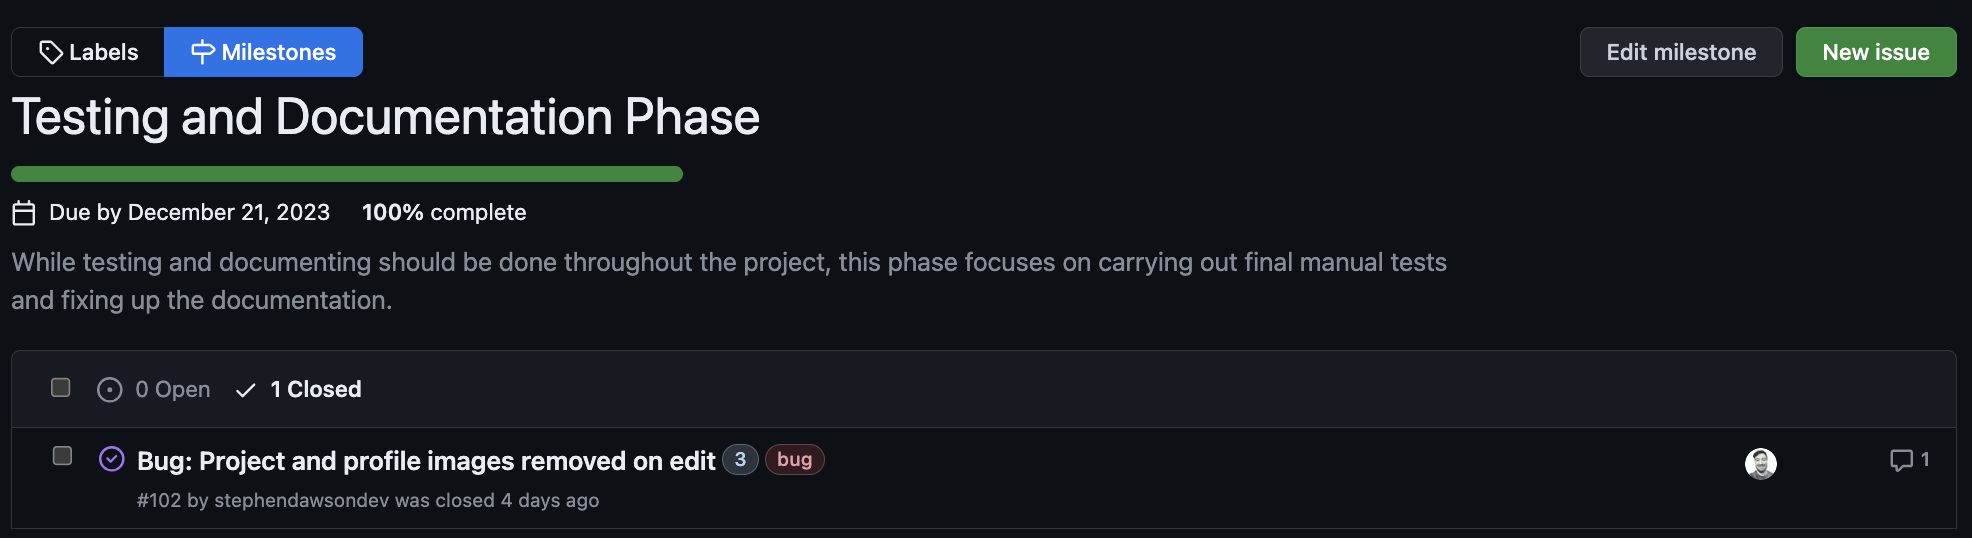 Labels Milestones Edit milestone New issue
Testing and Documentation Phase
Due by December 21, 2023 100% complete
While testing and documenting should be done throughout the project, this phase focuses on carrying out final manual tests
and fixing up the documentation.
0 Open 1 Closed
Bug: Project and profile images removed on edit 3 bug 1
#102 by stephendawsondev was closed 4 days ago